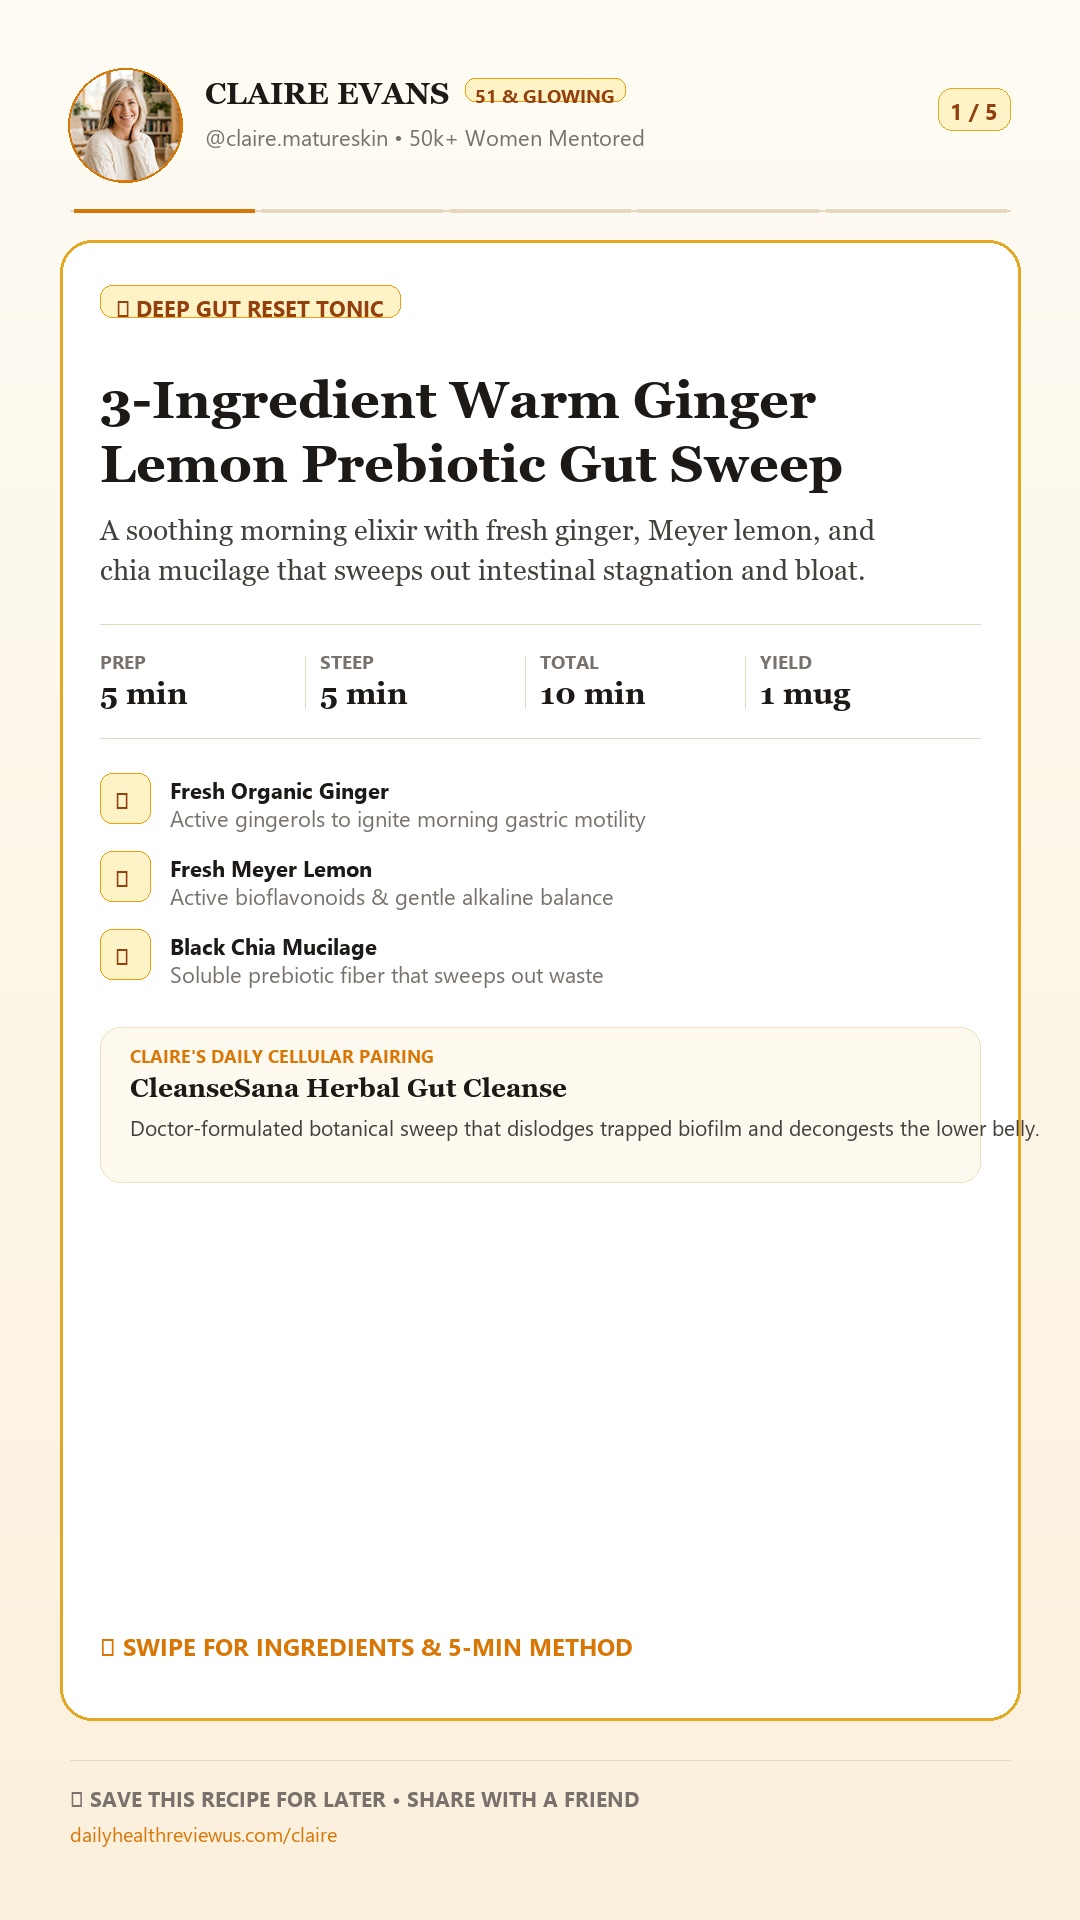 CLAIRE EVANS
51 & GLOWING
@claire.matureskin • 50k+ Women Mentored
1 / 5
DEEP GUT RESET TONIC
3-Ingredient Warm Ginger
Lemon Prebiotic Gut Sweep
A soothing morning elixir with fresh ginger, Meyer lemon, and
chia mucilage that sweeps out intestinal stagnation and bloat.
PREP
5 min
STEEP
5 min
TOTAL
10 min
YIELD
1 mug
Fresh Organic Ginger
Active gingerols to ignite morning gastric motility
Fresh Meyer Lemon
Active bioflavonoids & gentle alkaline balance
Black Chia Mucilage
Soluble prebiotic fiber that sweeps out waste
CLAIRE'S DAILY CELLULAR PAIRING
CleanseSana Herbal Gut Cleanse
Doctor-formulated botanical sweep that dislodges trapped biofilm and decongests the lower belly.
SWIPE FOR INGREDIENTS & 5-MIN METHOD
SAVE THIS RECIPE FOR LATER • SHARE WITH A FRIEND
dailyhealthreviewus.com/claire